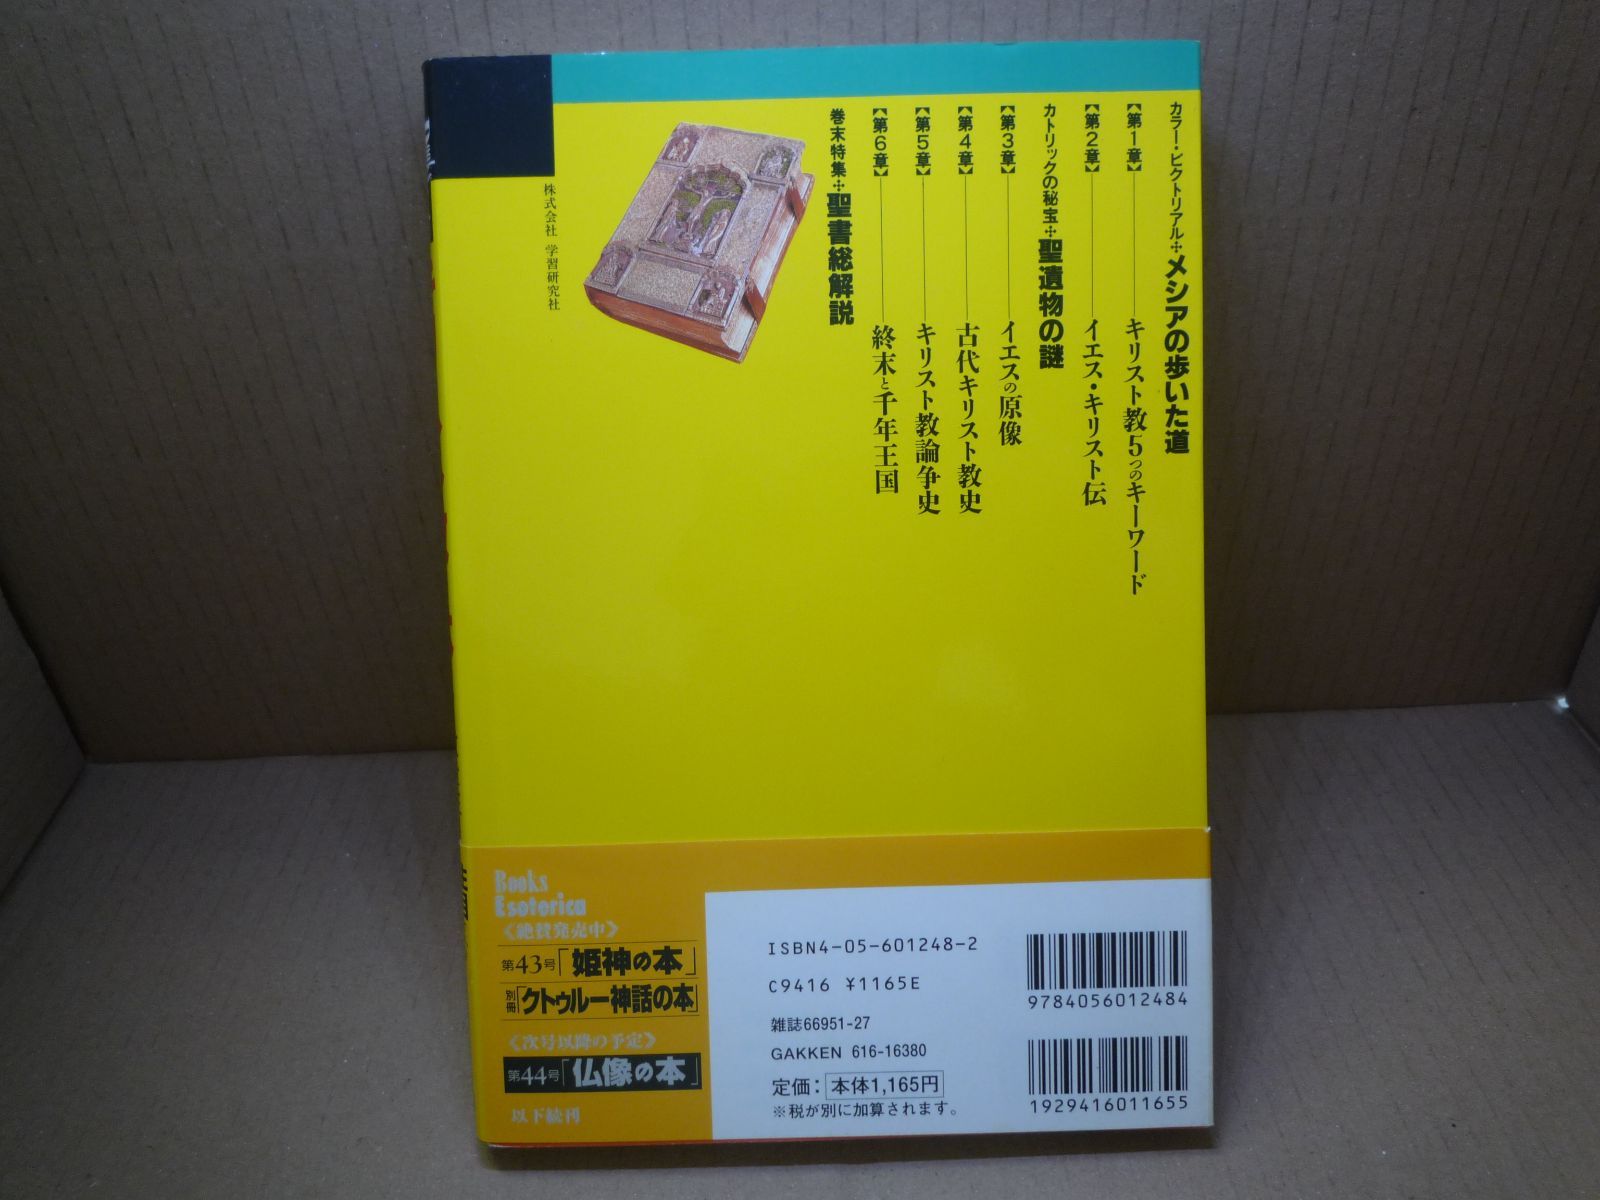 カラー・ビクトリアル✣メシアの歩いた道
【第1章】――キリスト教5つのキーワード
【第2章】――イエス・キリスト伝
カトリックの秘宝✣聖遺物の謎
【第3章】――イエスの原像
【第4章】――古代キリスト教史
【第5章】――キリスト教論争史
【第6章】――終末と千年王国
巻末特集✣聖書総解説
株式会社 学習研究社
Books
Esoterica
《絶賛発売中》
第43号「姫神の本」
別冊「クトゥルー神話の本」
《次号以降の予定》
第44号「仏像の本」
以下続刊
ISBN4-05-601248-2
C9416 ¥1165E
雑誌66951-27
GAKKEN 616-16380
定価：本体1,165円
※税が別に加算されます。
9784056012484
1929416011655